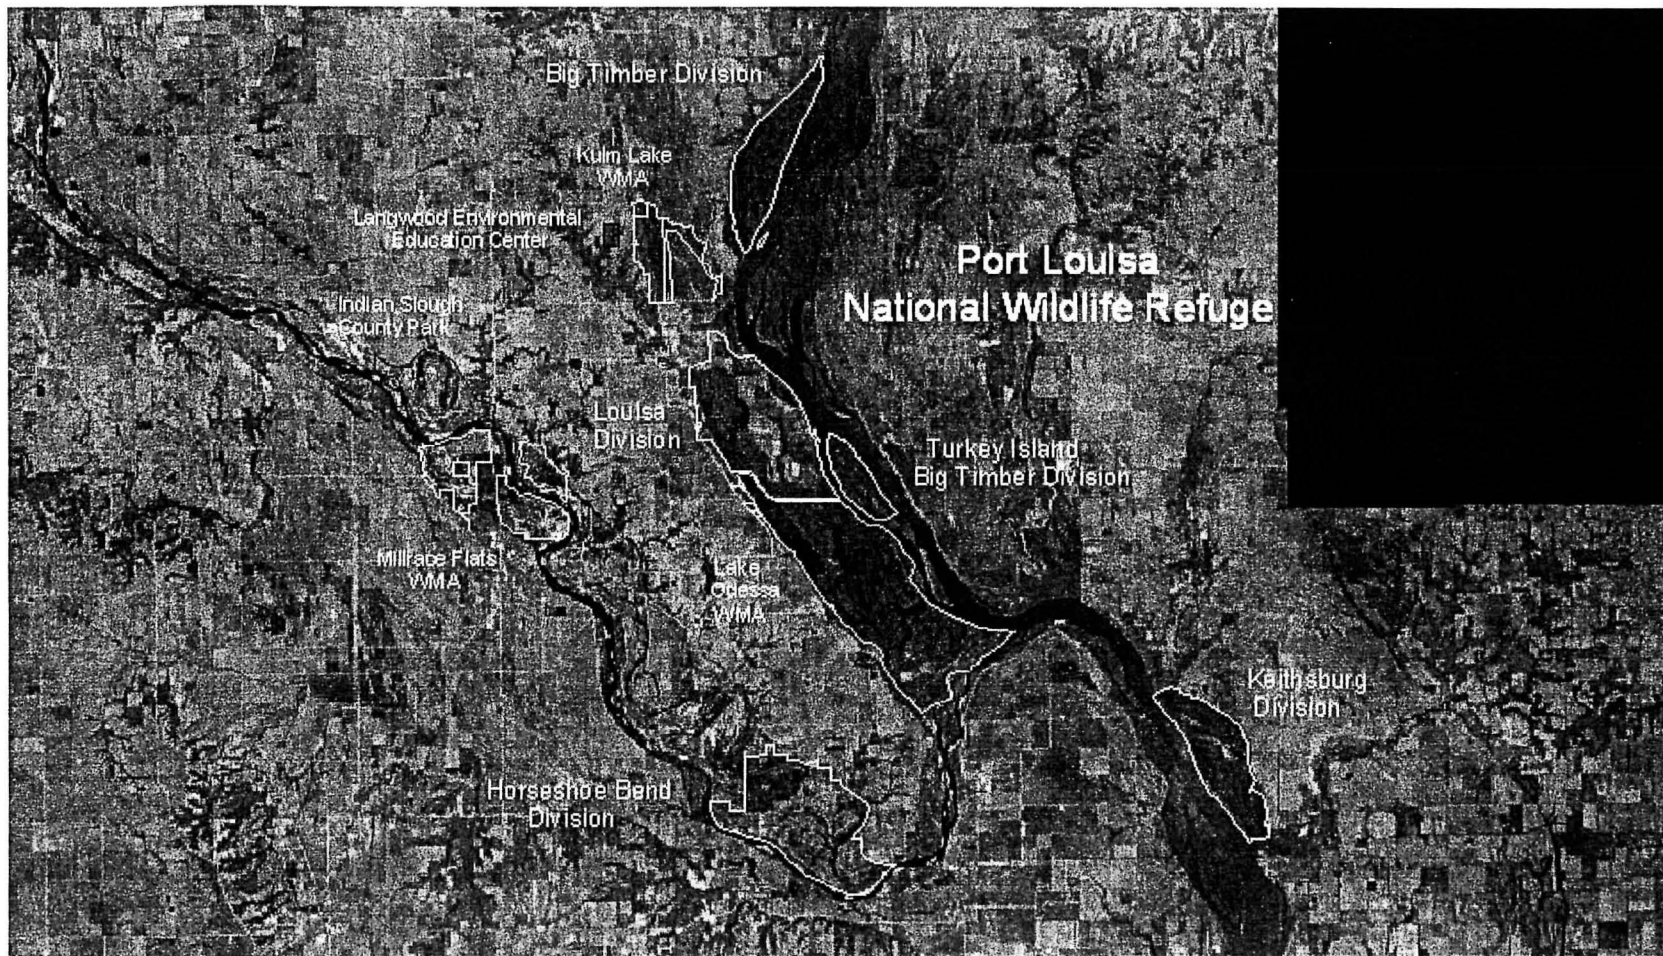 Big Timber Division
Kulm Lake
WMA
Langwood Environmental
Education Center
Port Louisa
National Wildlife Refuge
Indian Slough
County Park
Louisa
Division
Turkey Island
Big Timber Division
Millrace Flats
WMA
Lake
Odessa
WMA
Keithsburg
Division
Horseshoe Bend
Division